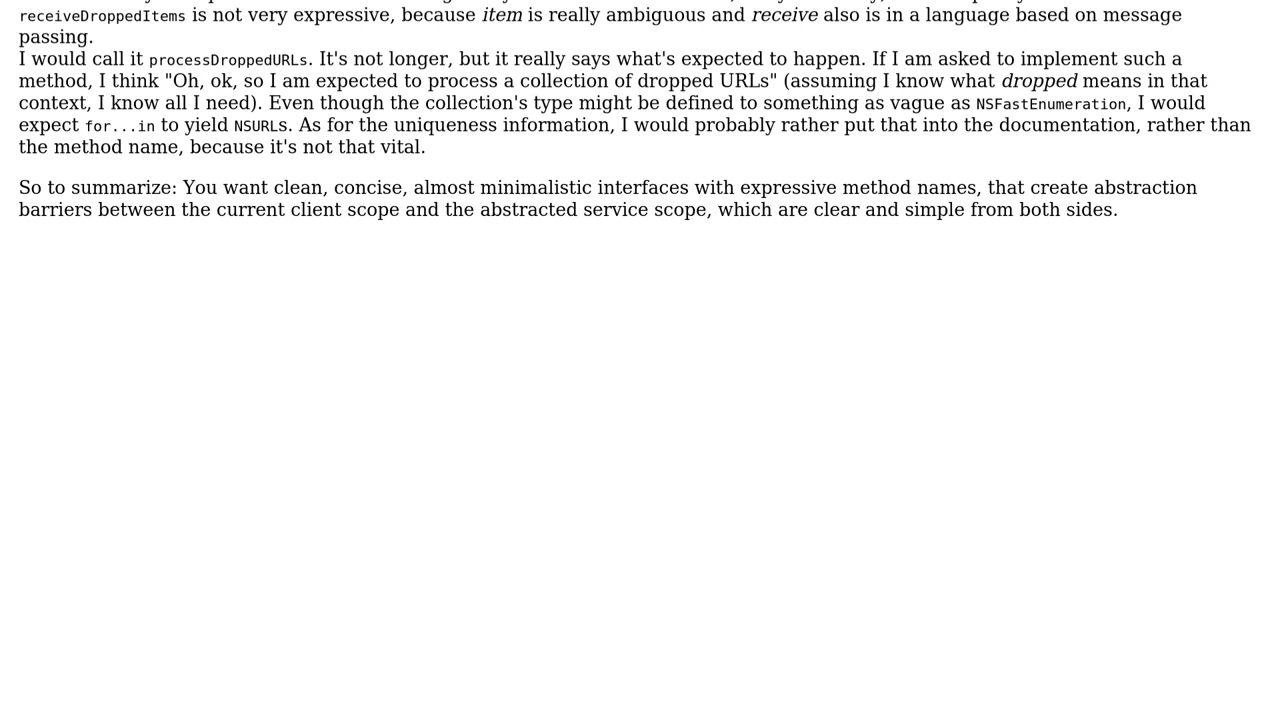 receiveDroppedItems is not very expressive, because item is really ambiguous and receive also is in a language based on message
passing.
I would call it processDroppedURLs. It's not longer, but it really says what's expected to happen. If I am asked to implement such a
method, I think "Oh, ok, so I am expected to process a collection of dropped URLs" (assuming I know what dropped means in that
context, I know all I need). Even though the collection's type might be defined to something as vague as NSFastEnumeration, I would
expect for...in to yield NSURLs. As for the uniqueness information, I would probably rather put that into the documentation, rather than
the method name, because it's not that vital.
So to summarize: You want clean, concise, almost minimalistic interfaces with expressive method names, that create abstraction
barriers between the current client scope and the abstracted service scope, which are clear and simple from both sides.